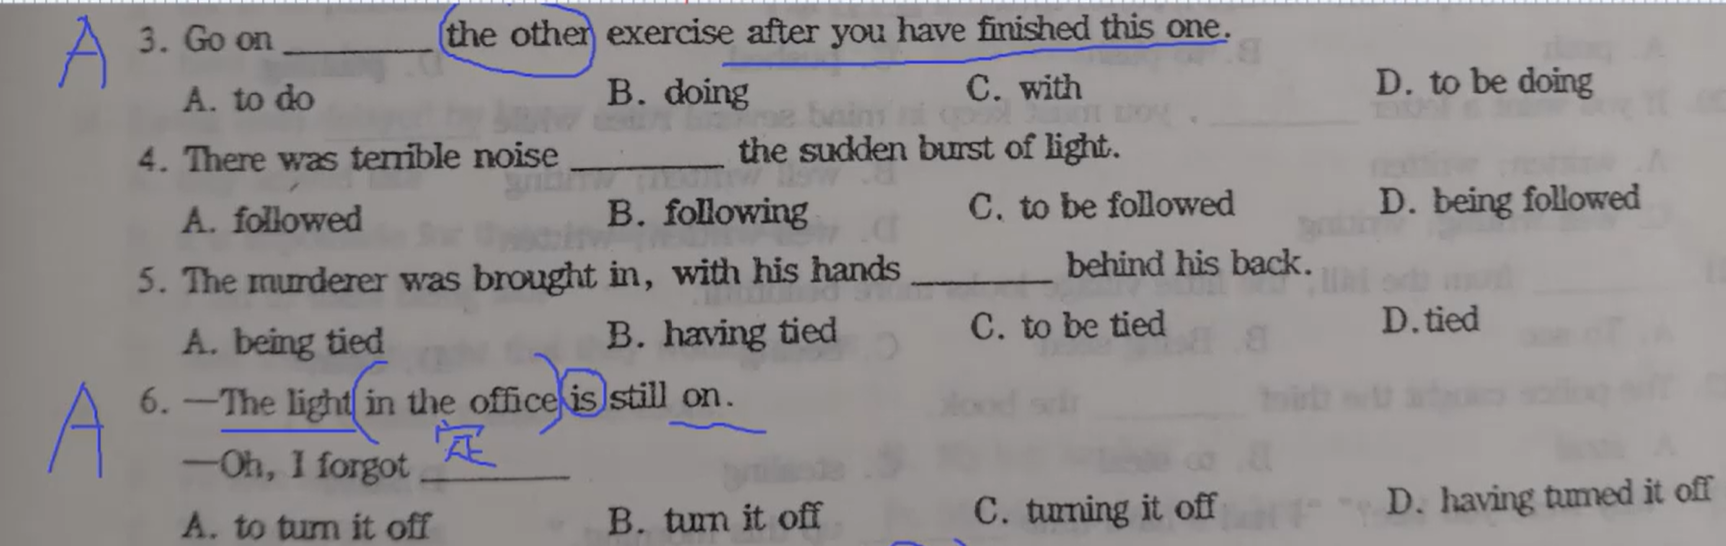 A 3. Go on ________ the other exercise after you have finished this one.
A. to do B. doing C. with D. to be doing
4. There was terrible noise ________ the sudden burst of light.
A. followed B. following C. to be followed D. being followed
5. The murderer was brought in, with his hands ________ behind his back.
A. being tied B. having tied C. to be tied D. tied
A 6. —The light (in the office) is still on.
定
—Oh, I forgot ________
A. to turn it off B. turn it off C. turning it off D. having turned it off